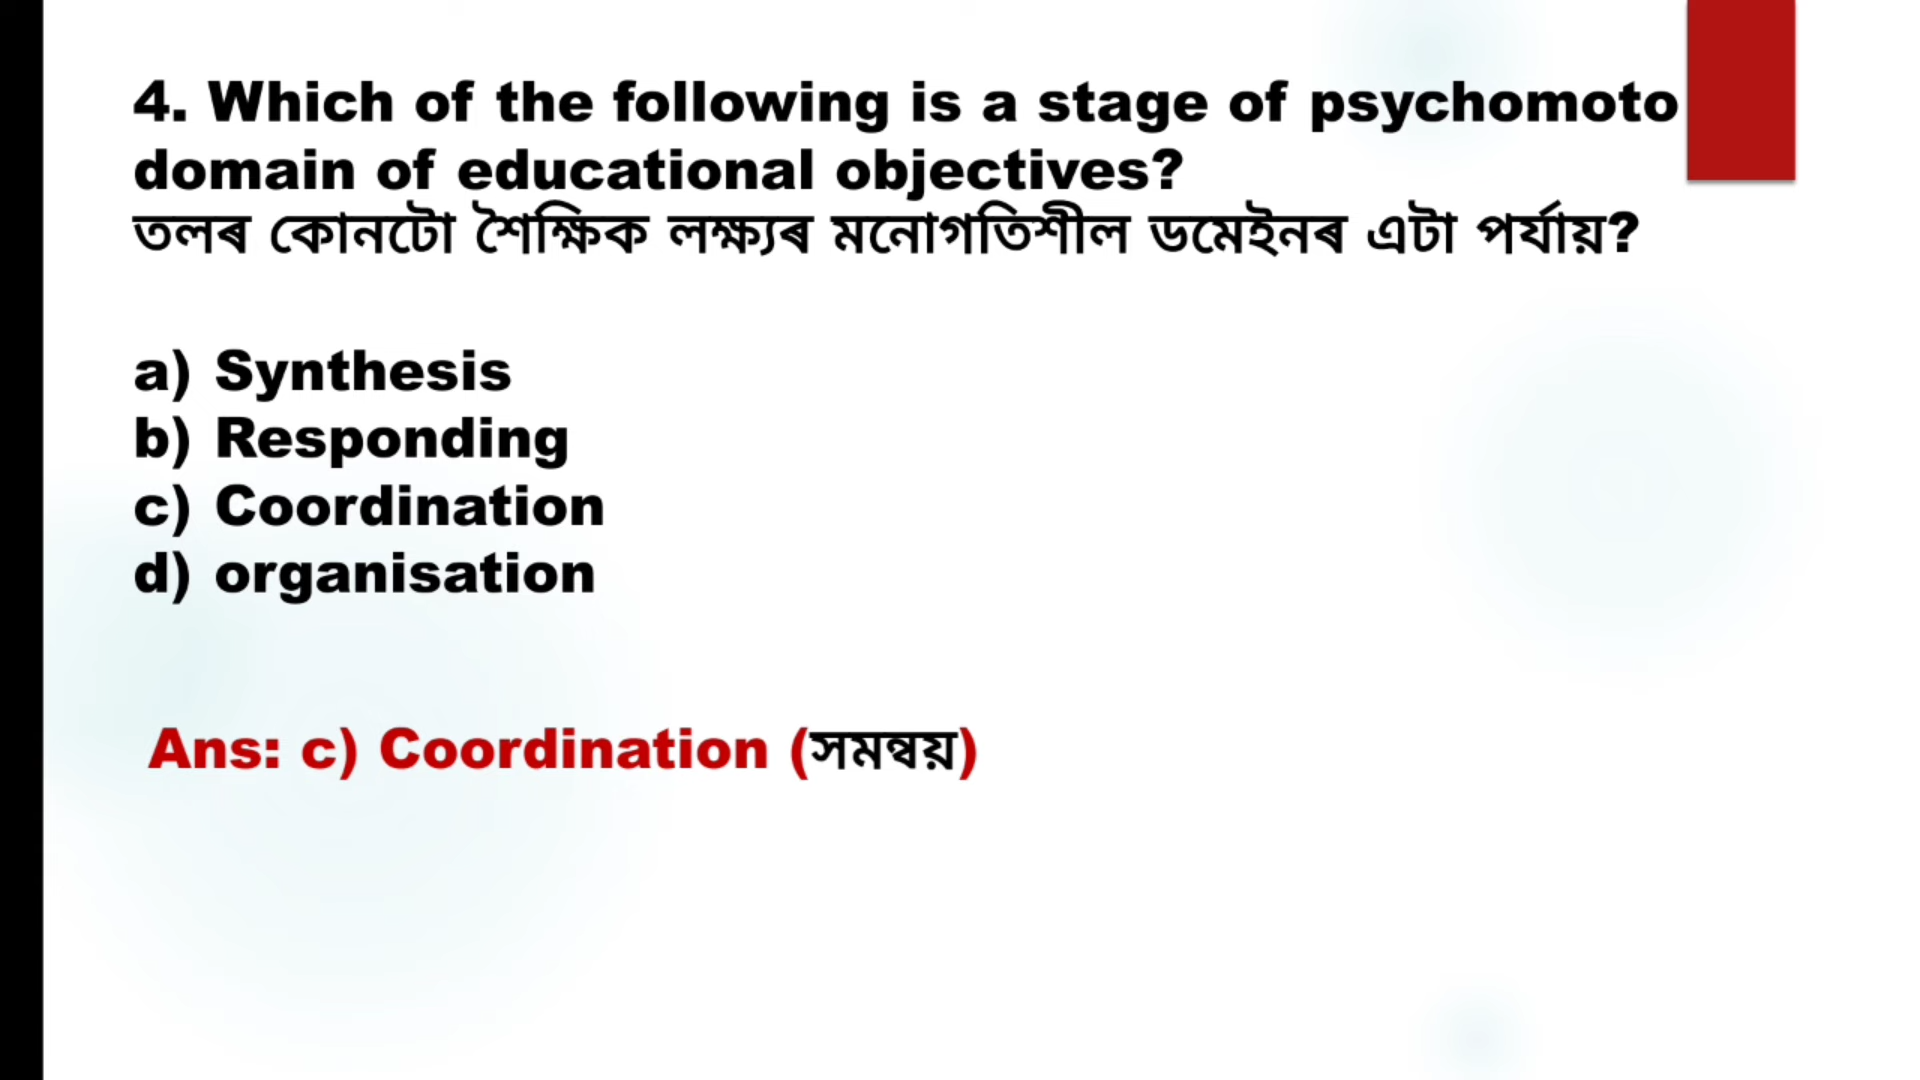 4. Which of the following is a stage of psychomoto
domain of educational objectives?
তলৰ কোনটো শৈক্ষিক লক্ষ্যৰ মনোগতিশীল ডমেইনৰ এটা পৰ্যায়?
a) Synthesis
b) Responding
c) Coordination
d) organisation
Ans: c) Coordination (সমন্বয়)